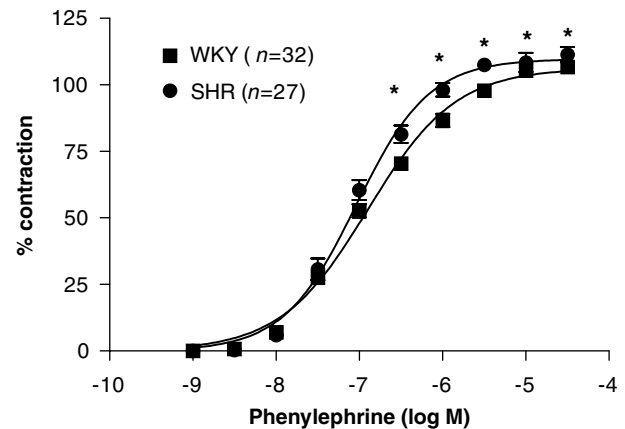 125
100
75
50
25
0
% contraction
WKY ( n=32)
SHR (n=27)
* * * * *
-10 -9 -8 -7 -6 -5 -4
Phenylephrine (log M)